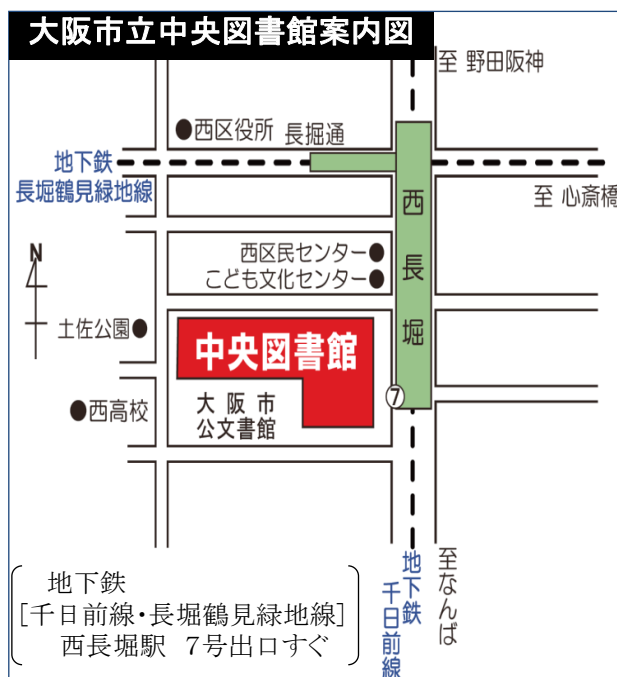 大阪市立中央図書館案内図
至 野田阪神
●西区役所
長堀通
地下鉄
長堀鶴見緑地線
至 心斎橋
西長堀
N
西区民センター●
こども文化センター●
土佐公園●
中央図書館
⑦
●西高校
大阪市
公文書館
地下鉄
千日前線
至なんば
地下鉄
[千日前線・長堀鶴見緑地線]
西長堀駅 7号出口すぐ